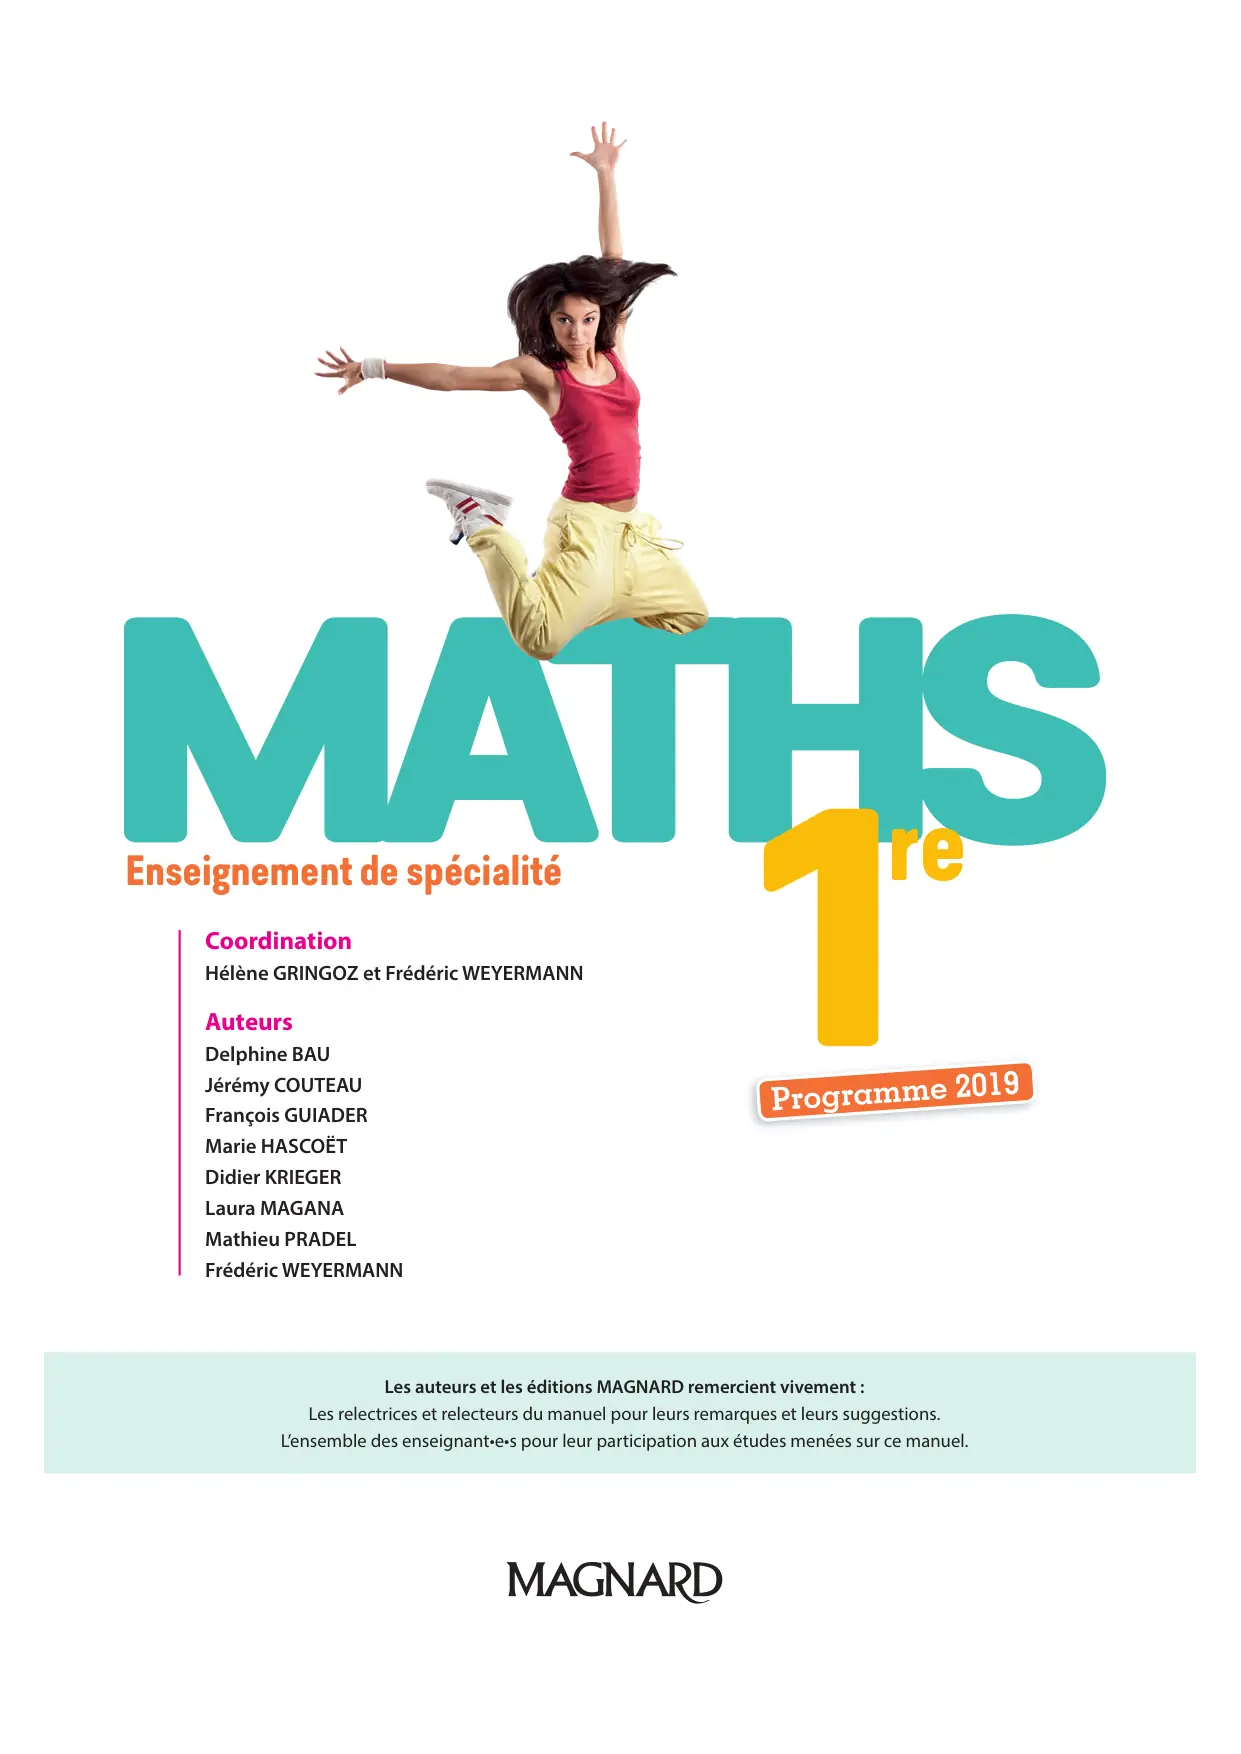 MATHS
Enseignement de spécialité
1re
Coordination
Hélène GRINGOZ et Frédéric WEYERMANN
Auteurs
Delphine BAU
Jérémy COUTEAU
François GUIADER
Marie HASCOËT
Didier KRIEGER
Laura MAGANA
Mathieu PRADEL
Frédéric WEYERMANN
Programme 2019
Les auteurs et les éditions MAGNARD remercient vivement :
Les relectrices et relecteurs du manuel pour leurs remarques et leurs suggestions.
L’ensemble des enseignant•e•s pour leur participation aux études menées sur ce manuel.
MAGNARD